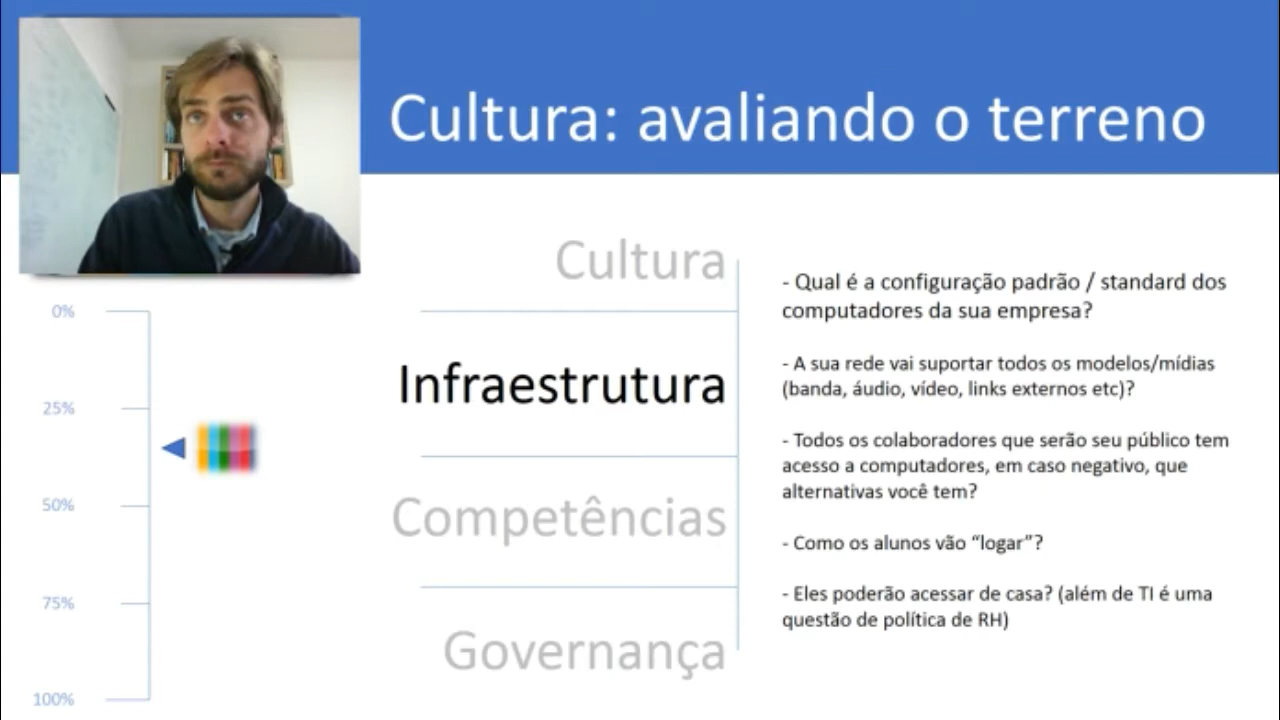 Cultura: avaliando o terreno
Cultura
Infraestrutura
Competências
Governança
- Qual é a configuração padrão / standard dos
computadores da sua empresa?
- A sua rede vai suportar todos os modelos/mídias
(banda, áudio, vídeo, links externos etc)?
- Todos os colaboradores que serão seu público tem
acesso a computadores, em caso negativo, que
alternativas você tem?
- Como os alunos vão “logar”?
- Eles poderão acessar de casa? (além de TI é uma
questão de política de RH)
0%
25%
50%
75%
100%